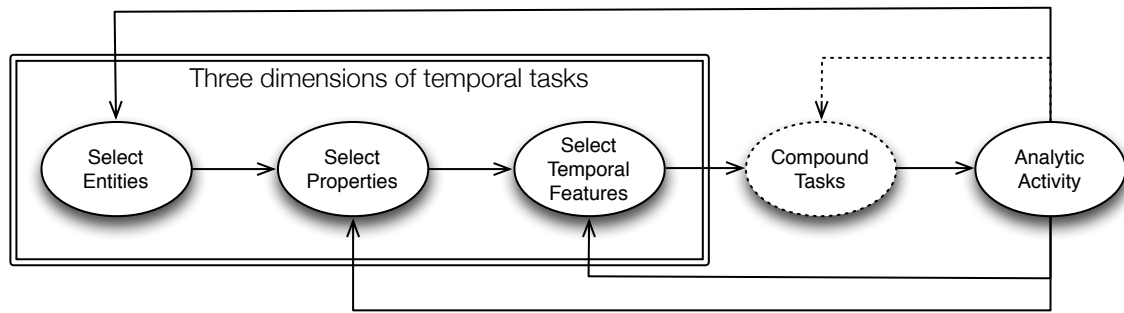 Three dimensions of temporal tasks
Select
Entities
Select
Properties
Select
Temporal
Features
Compound
Tasks
Analytic
Activity